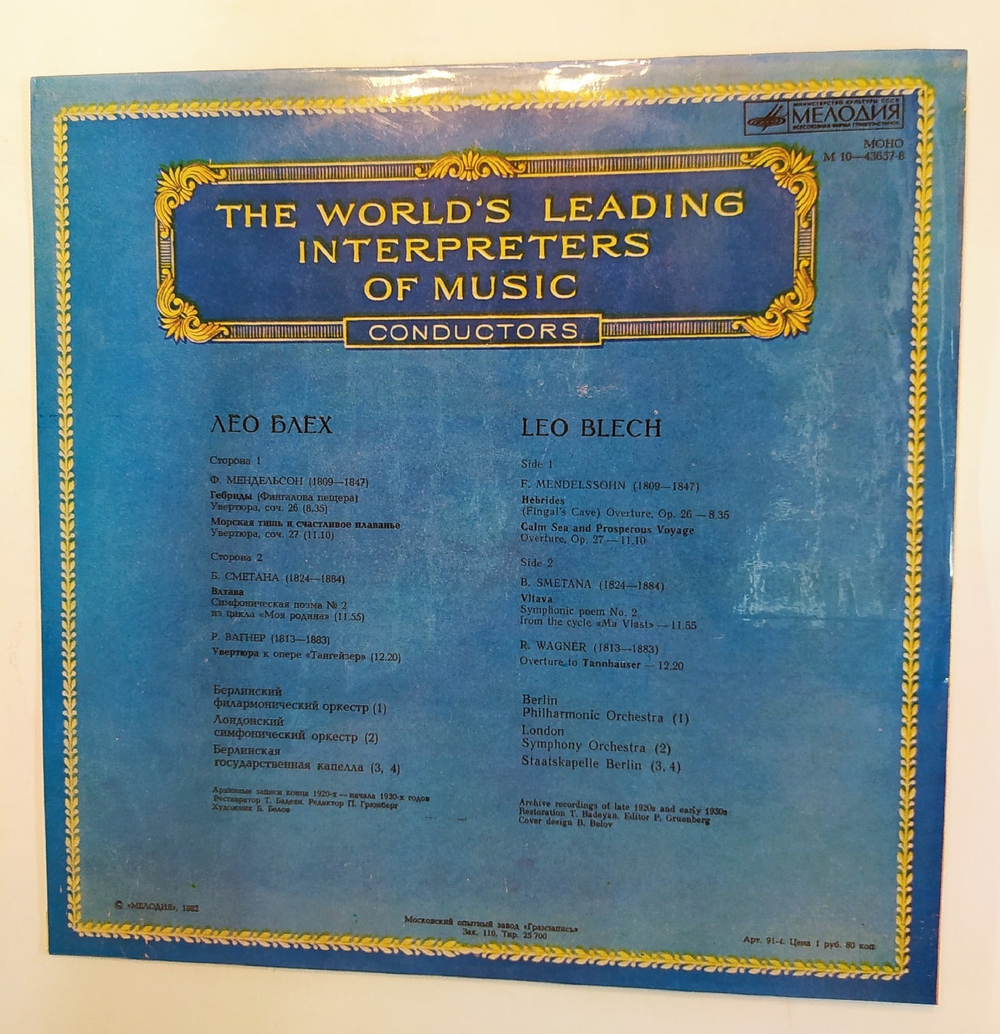 МИНИСТЕРСТВО КУЛЬТУРЫ СССР
МЕЛОДИЯ
ВСЕСОЮЗНАЯ ФИРМА ГРАМПЛАСТИНОК
МОНО
М 10—43657-8
THE WORLD'S LEADING
INTERPRETERS
OF MUSIC
CONDUCTORS
ЛЕО БЛЕХ
Сторона 1
Ф. МЕНДЕЛЬСОН (1809—1847)
Гебриды (Фингалова пещера)
Увертюра, соч. 26 (8.35)
Морская тишь и счастливое плаванье
Увертюра, соч. 27 (11.10)
Сторона 2
Б. СМЕТАНА (1824—1884)
Влтава
Симфоническая поэма № 2
из цикла «Моя родина» (11.55)
Р. ВАГНЕР (1813—1883)
Увертюра к опере «Тангейзер» (12.20)
Берлинский
филармонический оркестр (1)
Лондонский
симфонический оркестр (2)
Берлинская
государственная капелла (3, 4)
Архивные записи конца 1920-х — начала 1930-х годов
Реставратор Т. Бадеян. Редактор П. Грюнберг
Художник Б. Белов
LEO BLECH
Side 1
F. MENDELSSOHN (1809—1847)
Hebrides
(Fingal's Cave) Overture, Op. 26 — 8.35
Calm Sea and Prosperous Voyage
Overture, Op. 27 — 11.10
Side 2
B. SMETANA (1824—1884)
Vltava
Symphonic poem No. 2
from the cycle «Ma Vlast» — 11.55
R. WAGNER (1813—1883)
Overture to Tannhauser — 12.20
Berlin
Philharmonic Orchestra (1)
London
Symphony Orchestra (2)
Staatskapelle Berlin (3, 4)
Archive recordings of late 1920s and early 1930s
Restoration T. Badeyan. Editor P. Gruenberg
Cover design B. Belov
© «МЕЛОДИЯ», 1982
Московский опытный завод «Грамзапись»
Зак. 110. Тир. 25 700
Арт. 91-4. Цена 1 руб. 80 коп.